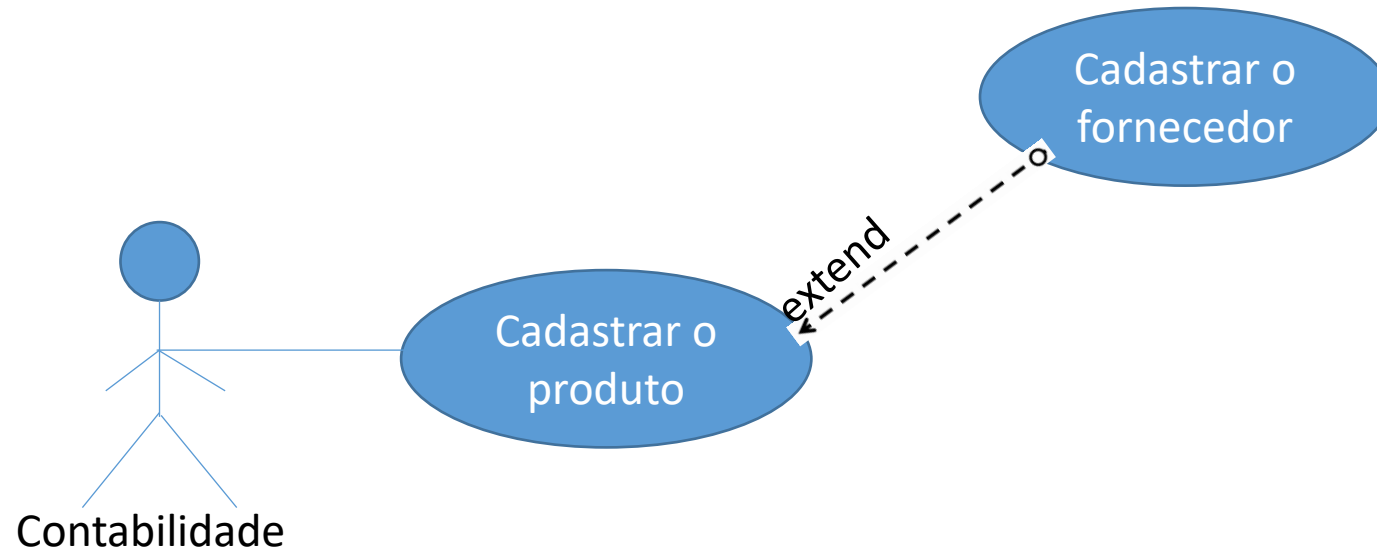 Cadastrar o
fornecedor
extend
Cadastrar o
produto
Contabilidade